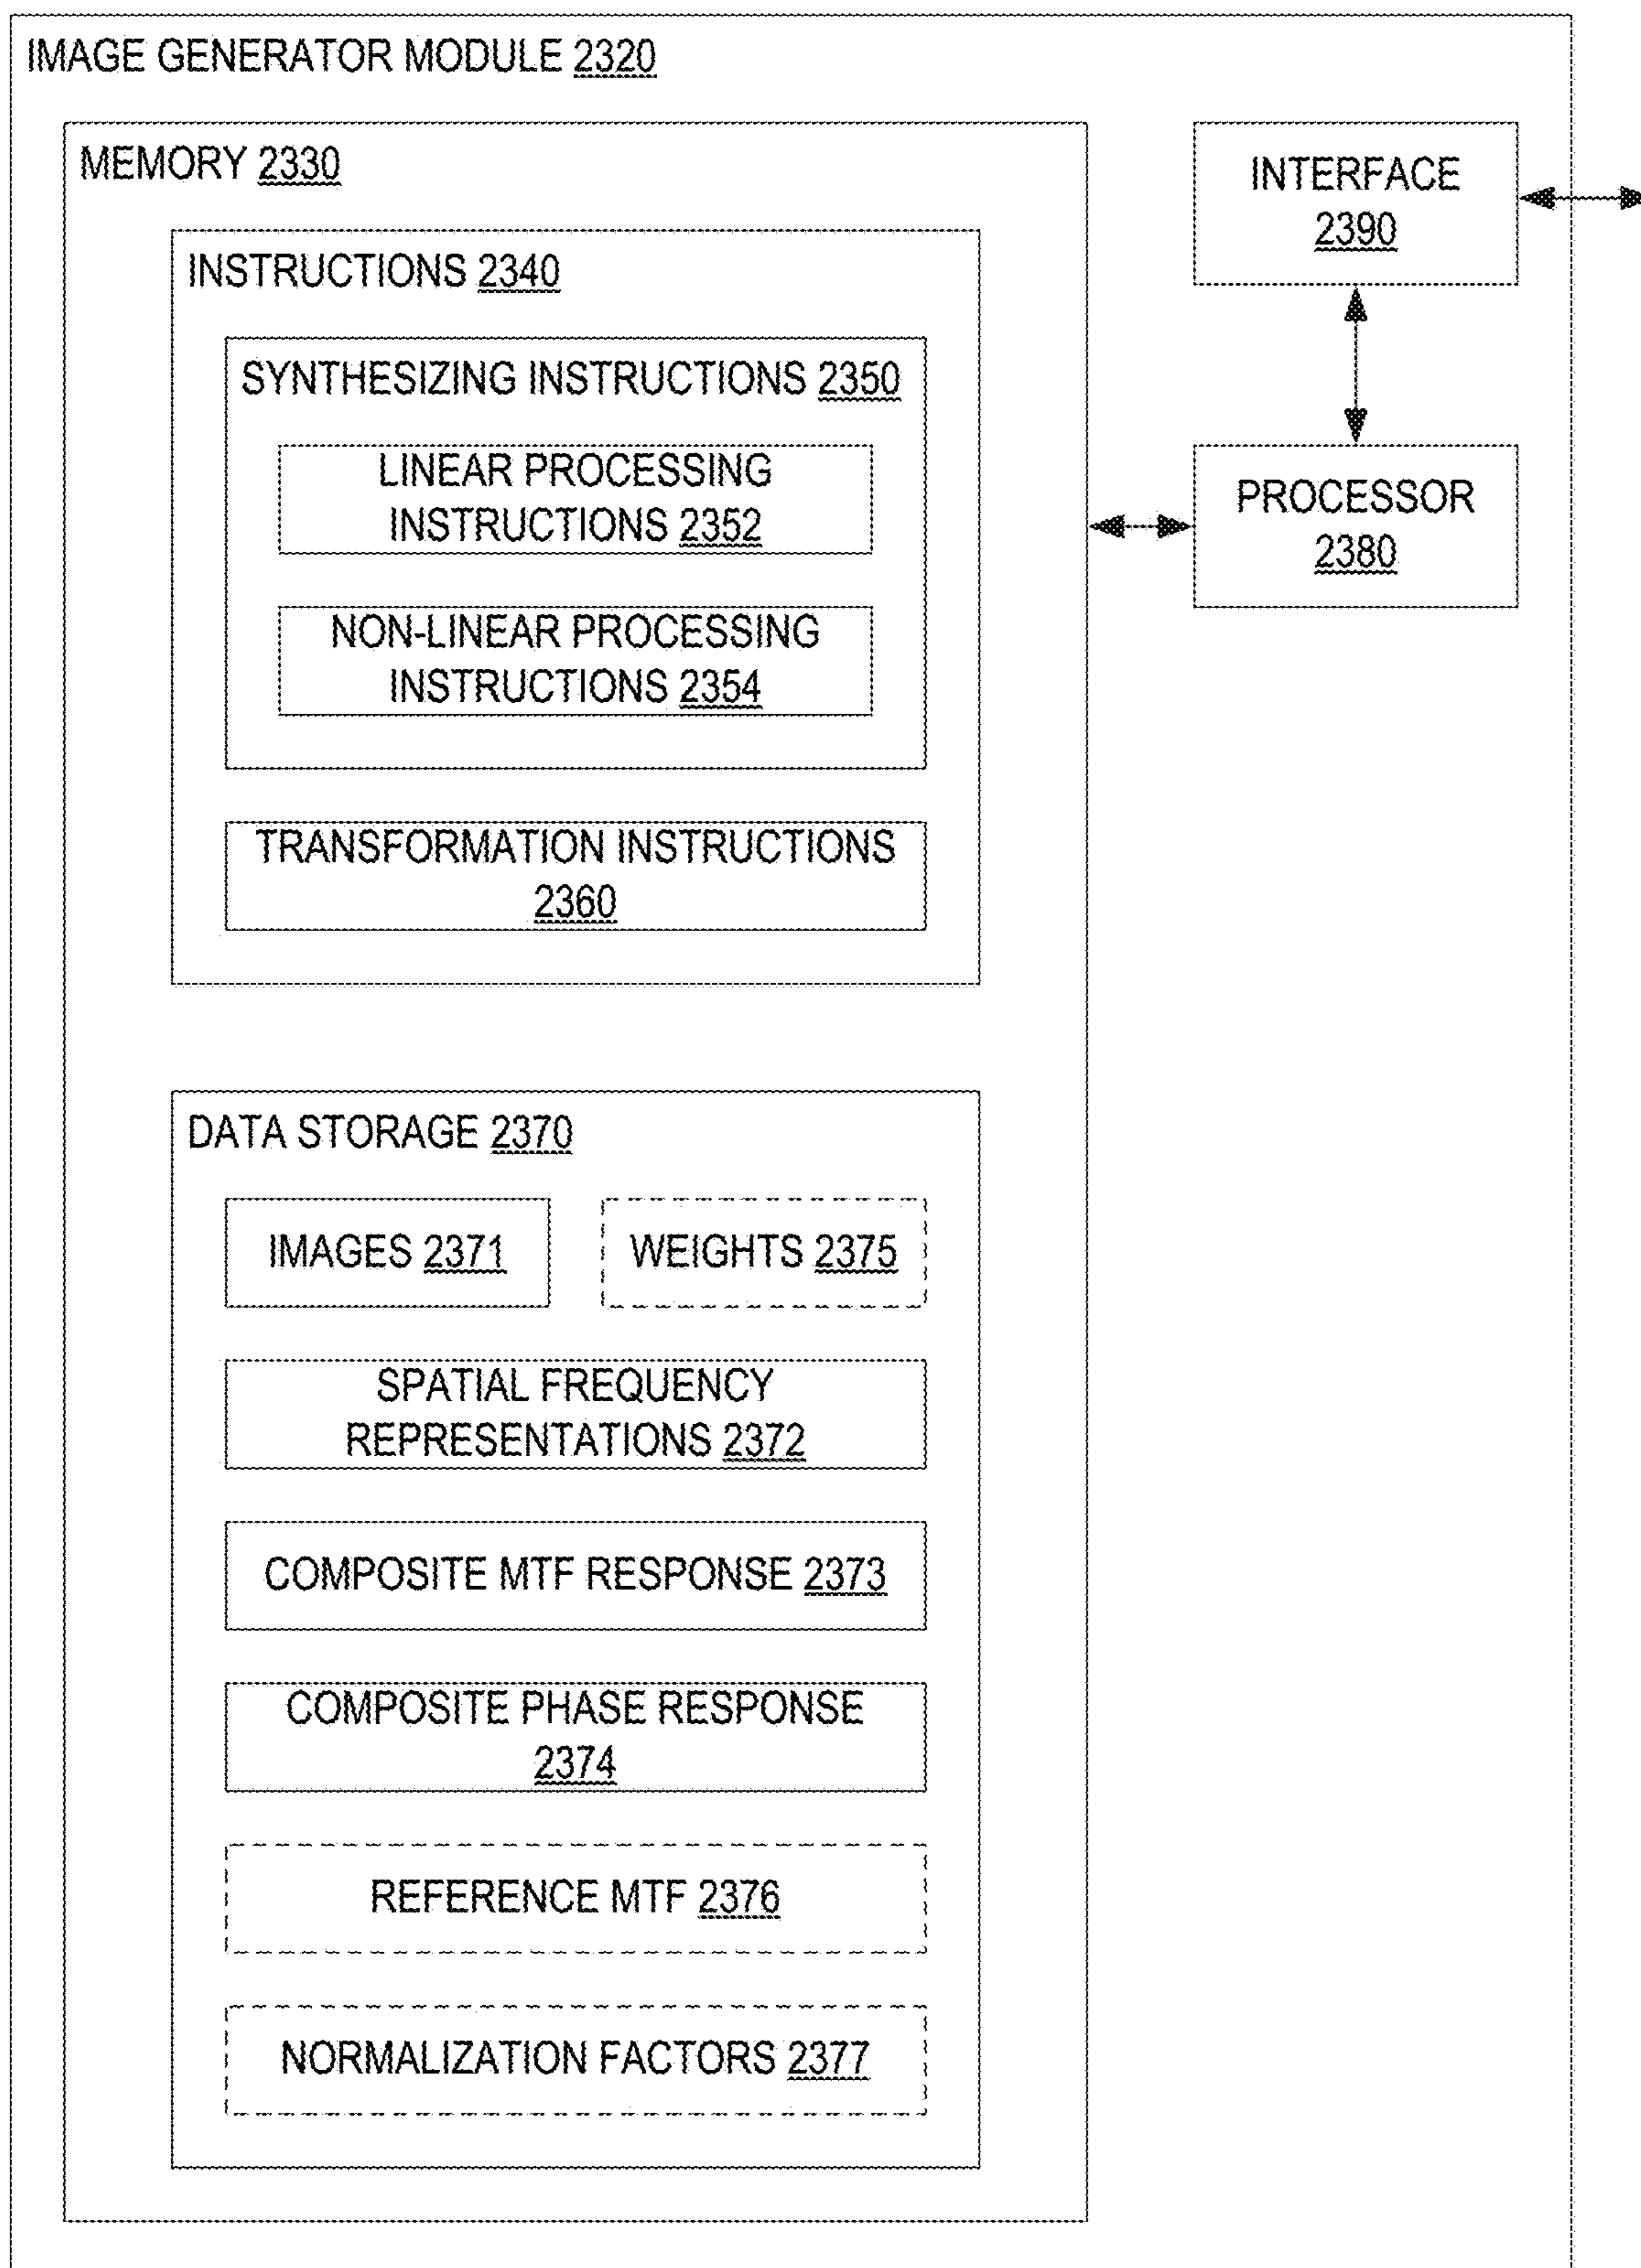 IMAGE GENERATOR MODULE 2320
MEMORY 2330
INTERFACE
2390
INSTRUCTIONS 2340
SYNTHESIZING INSTRUCTIONS 2350
LINEAR PROCESSING
INSTRUCTIONS 2352
PROCESSOR
2380
NON-LINEAR PROCESSING
INSTRUCTIONS 2354
TRANSFORMATION INSTRUCTIONS
2360
DATA STORAGE 2370
IMAGES 2371
WEIGHTS 2375
SPATIAL FREQUENCY
REPRESENTATIONS 2372
COMPOSITE MTF RESPONSE 2373
COMPOSITE PHASE RESPONSE
2374
REFERENCE MTF 2376
NORMALIZATION FACTORS 2377